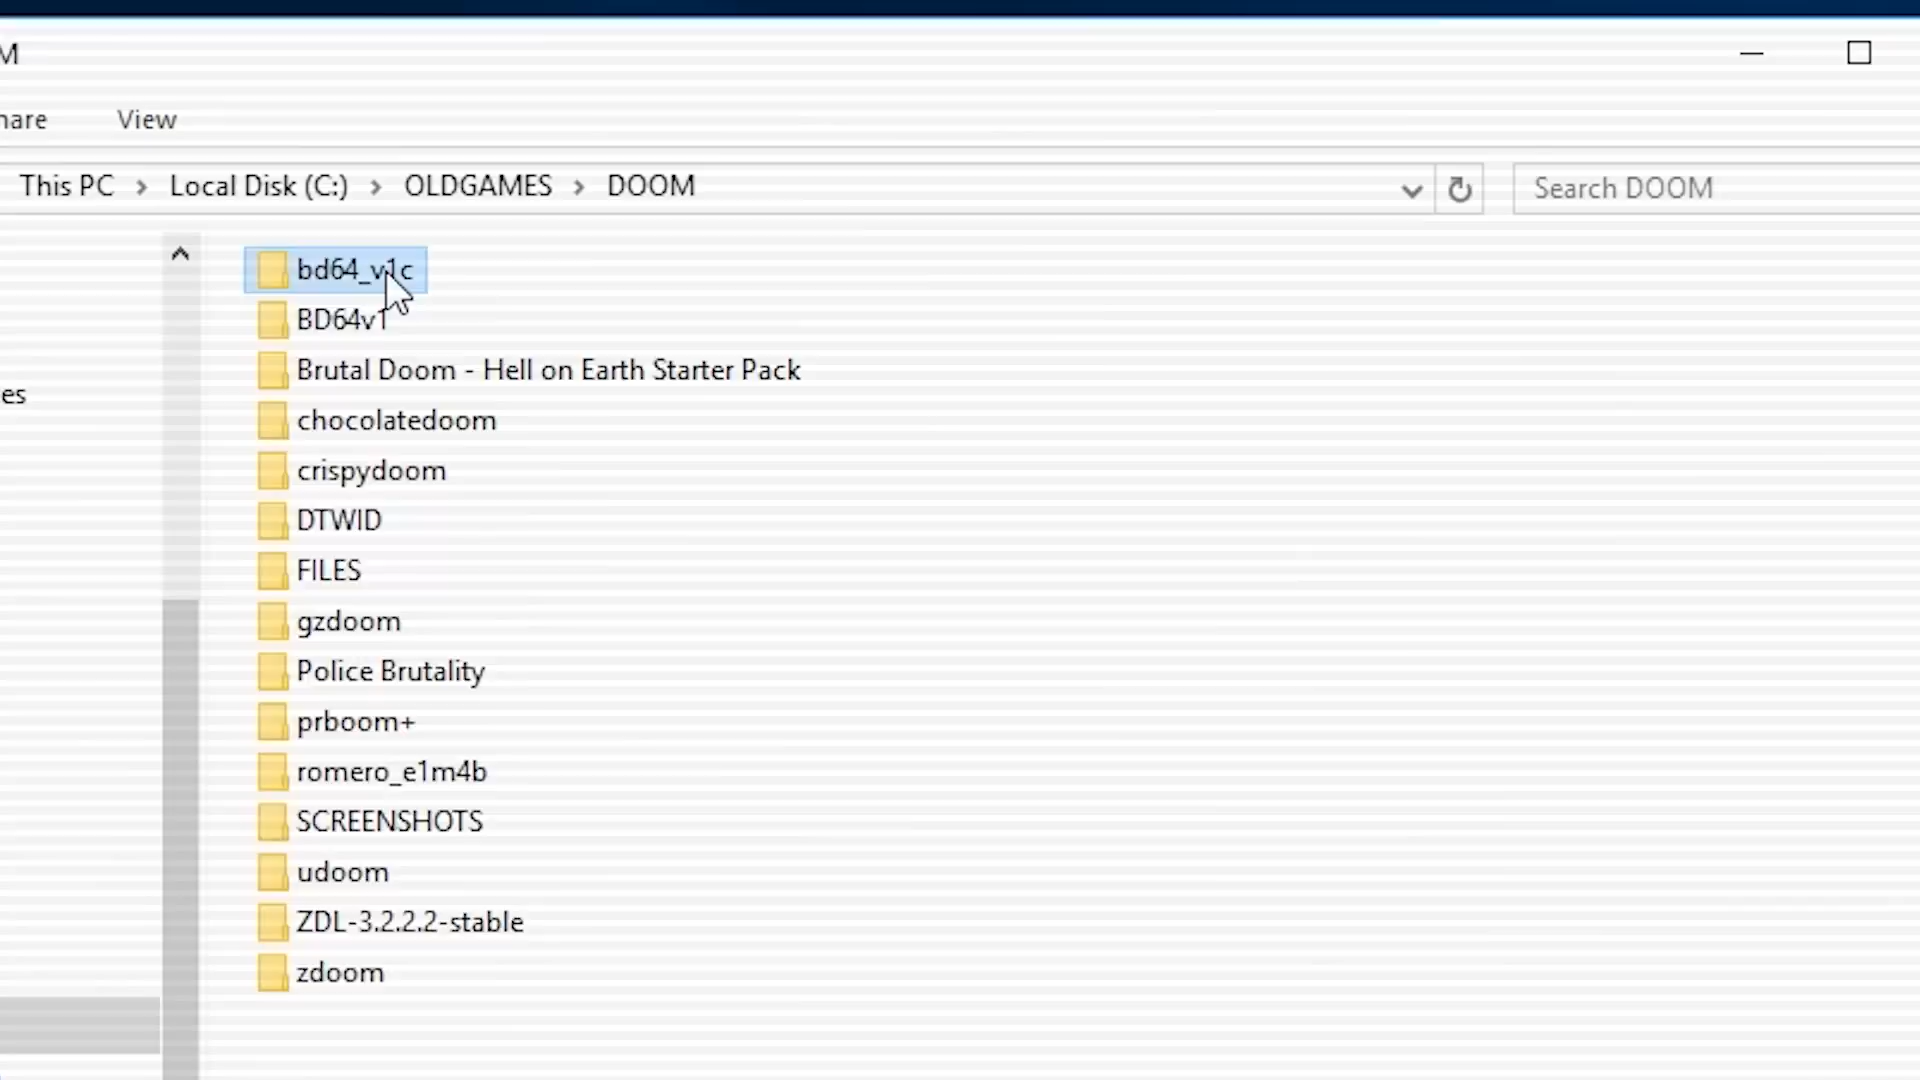 M
hare View
This PC > Local Disk (C:) > OLDGAMES > DOOM
Search DOOM
bd64_v1c
BD64v1
Brutal Doom - Hell on Earth Starter Pack
es
chocolatedoom
crispydoom
DTWID
FILES
gzdoom
Police Brutality
prboom+
romero_e1m4b
SCREENSHOTS
udoom
ZDL-3.2.2.2-stable
zdoom